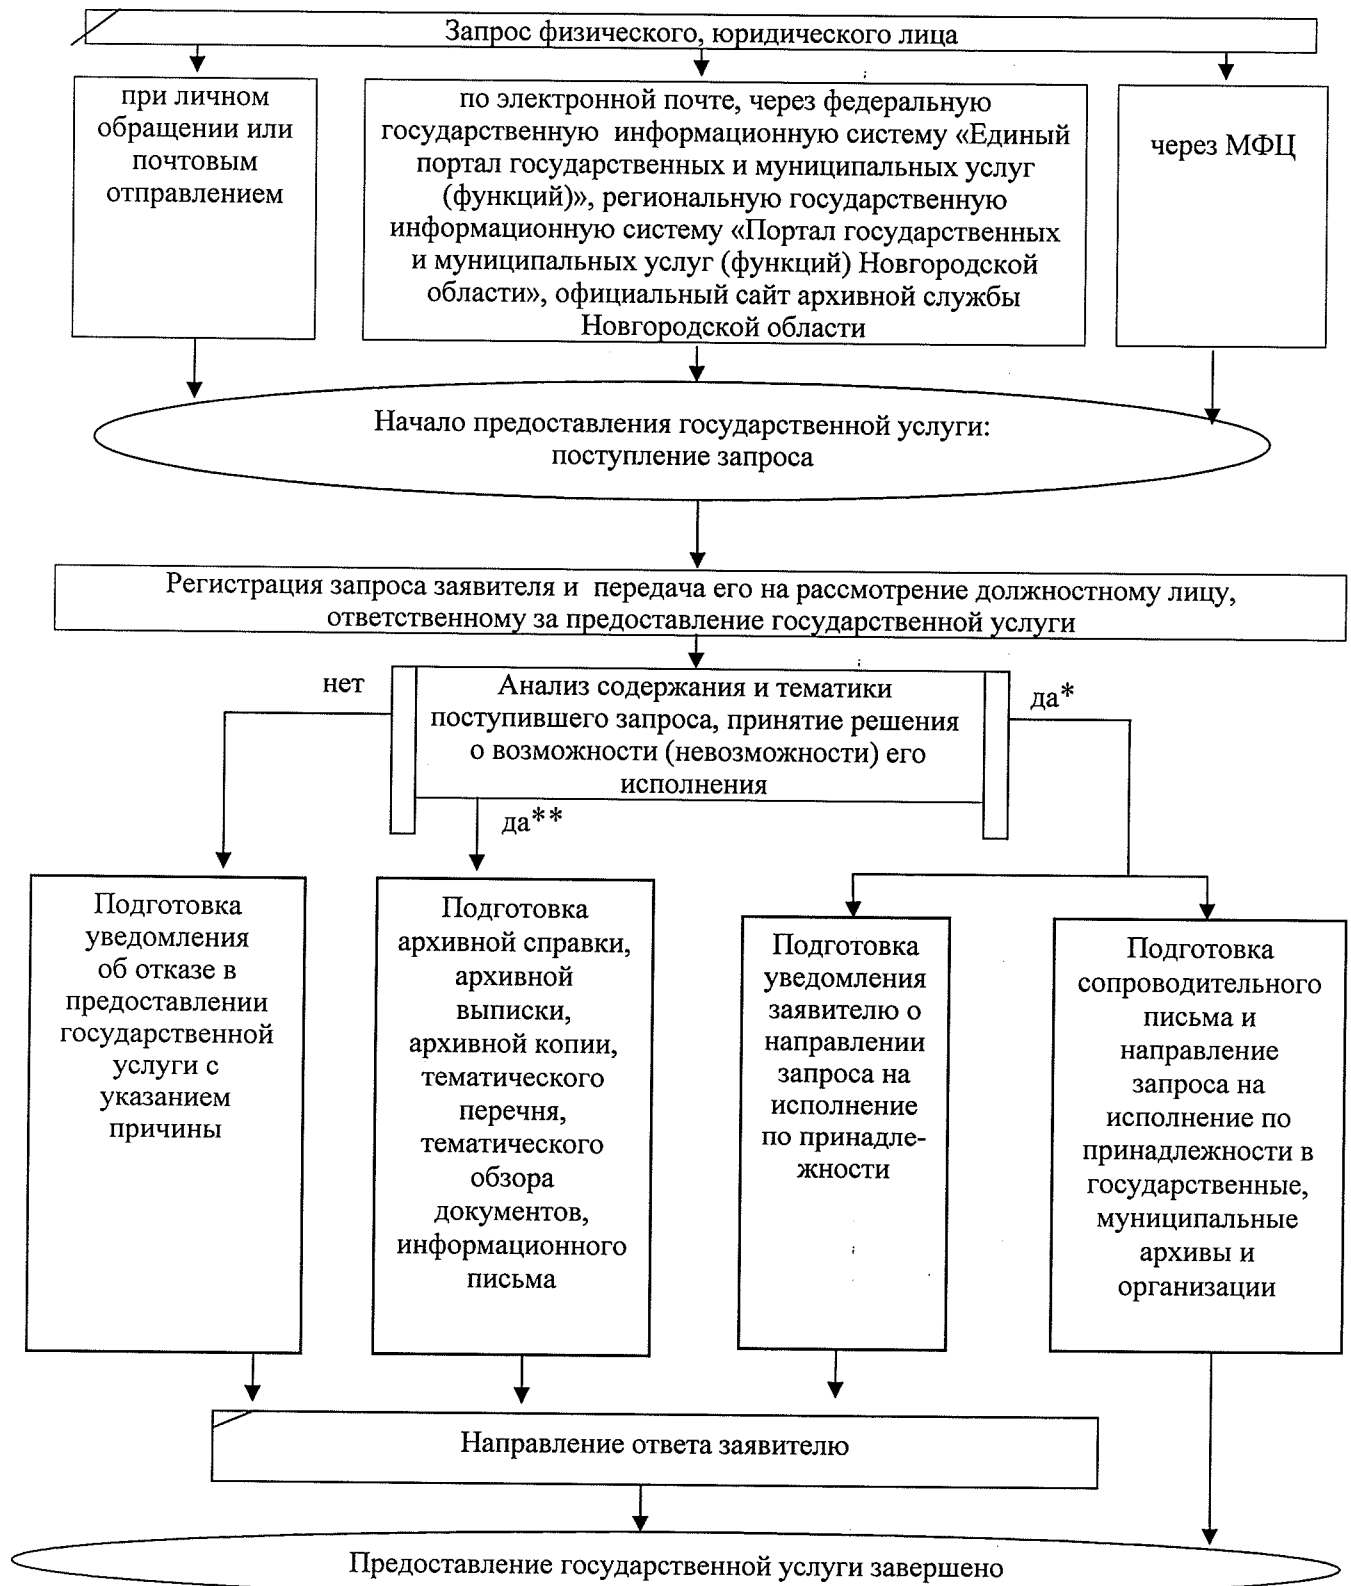 Запрос физического, юридического лица
при личном
обращении или
почтовым
отправлением
по электронной почте, через федеральную
государственную информационную систему «Единый
портал государственных и муниципальных услуг
(функций)», региональную государственную
информационную систему «Портал государственных
и муниципальных услуг (функций) Новгородской
области», официальный сайт архивной службы
Новгородской области
через МФЦ
Начало предоставления государственной услуги:
поступление запроса
Регистрация запроса заявителя и передача его на рассмотрение должностному лицу,
ответственному за предоставление государственной услуги
нет
Анализ содержания и тематики
поступившего запроса, принятие решения
о возможности (невозможности) его
исполнения
да*
да**
Подготовка
уведомления
об отказе в
предоставлении
государственной
услуги с
указанием
причины
Подготовка
архивной справки,
архивной
выписки,
архивной копии,
тематического
перечня,
тематического
обзора
документов,
информационного
письма
Подготовка
уведомления
заявителю о
направлении
запроса на
исполнение
по принадле-
жности
Подготовка
сопроводительного
письма и
направление
запроса на
исполнение по
принадлежности в
государственные,
муниципальные
архивы и
организации
Направление ответа заявителю
Предоставление государственной услуги завершено